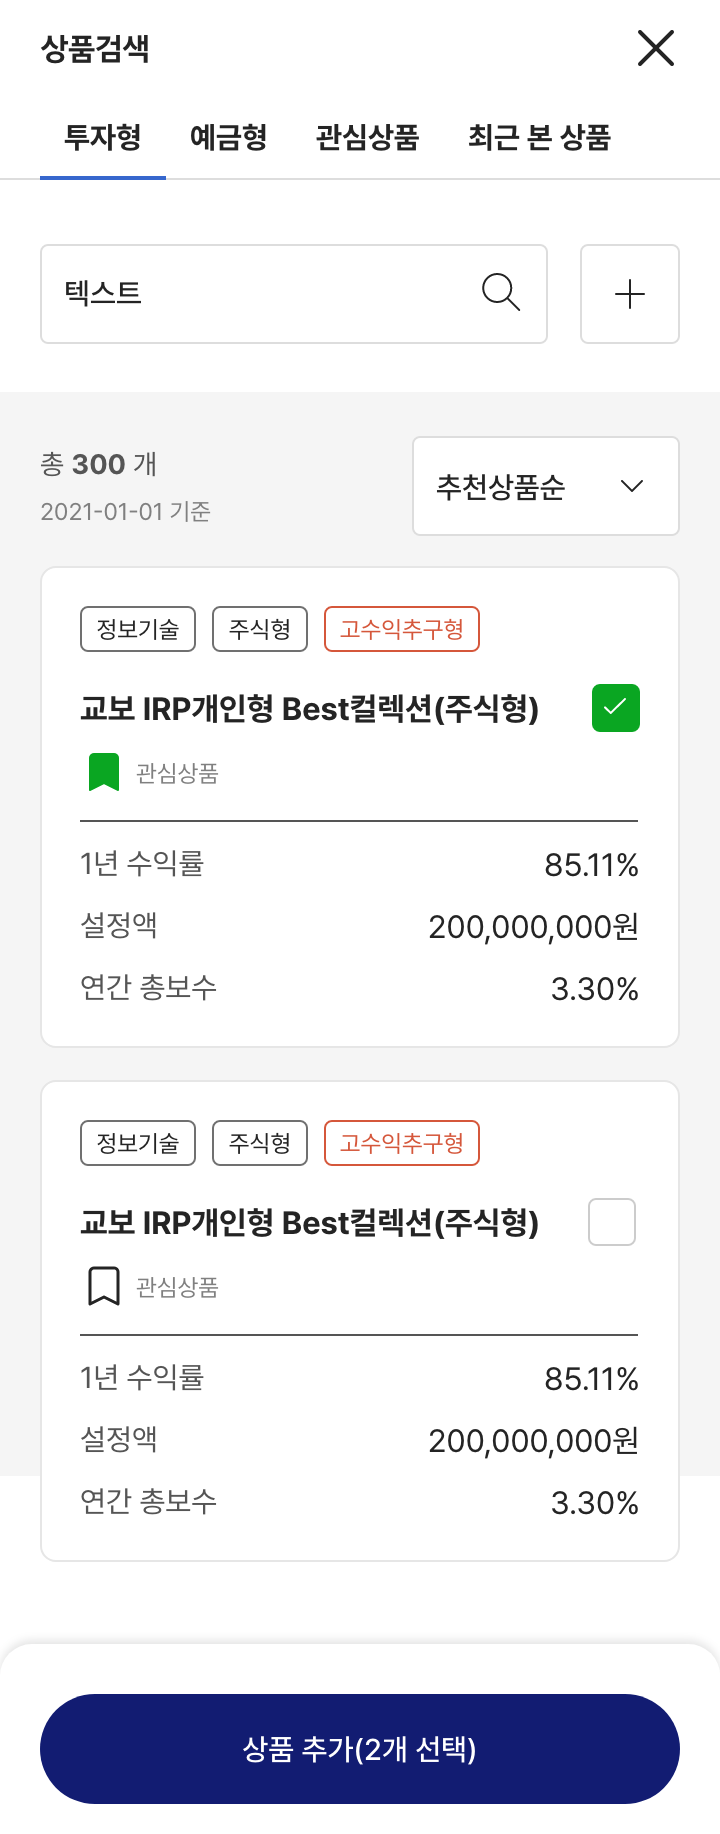 상품검색
투자형 예금형 관심상품 최근 본 상품
텍스트
총 300 개
2021-01-01 기준
추천상품순
정보기술 주식형 고수익추구형
교보 IRP개인형 Best컬렉션(주식형)
관심상품
1년 수익률 85.11%
설정액 200,000,000원
연간 총보수 3.30%
정보기술 주식형 고수익추구형
교보 IRP개인형 Best컬렉션(주식형)
관심상품
1년 수익률 85.11%
설정액 200,000,000원
연간 총보수 3.30%
상품 추가(2개 선택)